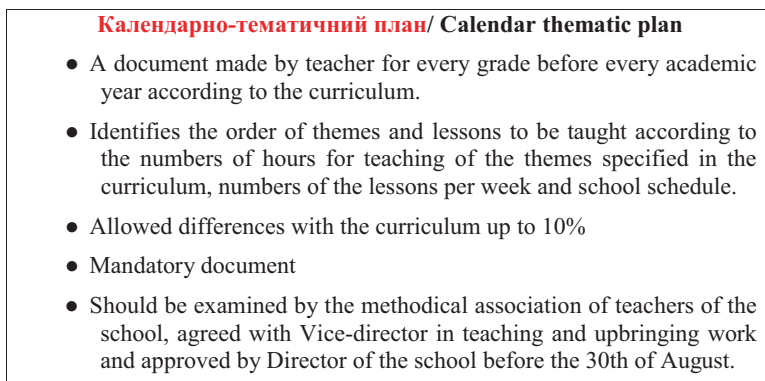 Календарно-тематичний план/ Calendar thematic plan
● A document made by teacher for every grade before every academic
year according to the curriculum.
● Identifies the order of themes and lessons to be taught according to
the numbers of hours for teaching of the themes specified in the
curriculum, numbers of the lessons per week and school schedule.
● Allowed differences with the curriculum up to 10%
● Mandatory document
● Should be examined by the methodical association of teachers of the
school, agreed with Vice-director in teaching and upbringing work
and approved by Director of the school before the 30th of August.